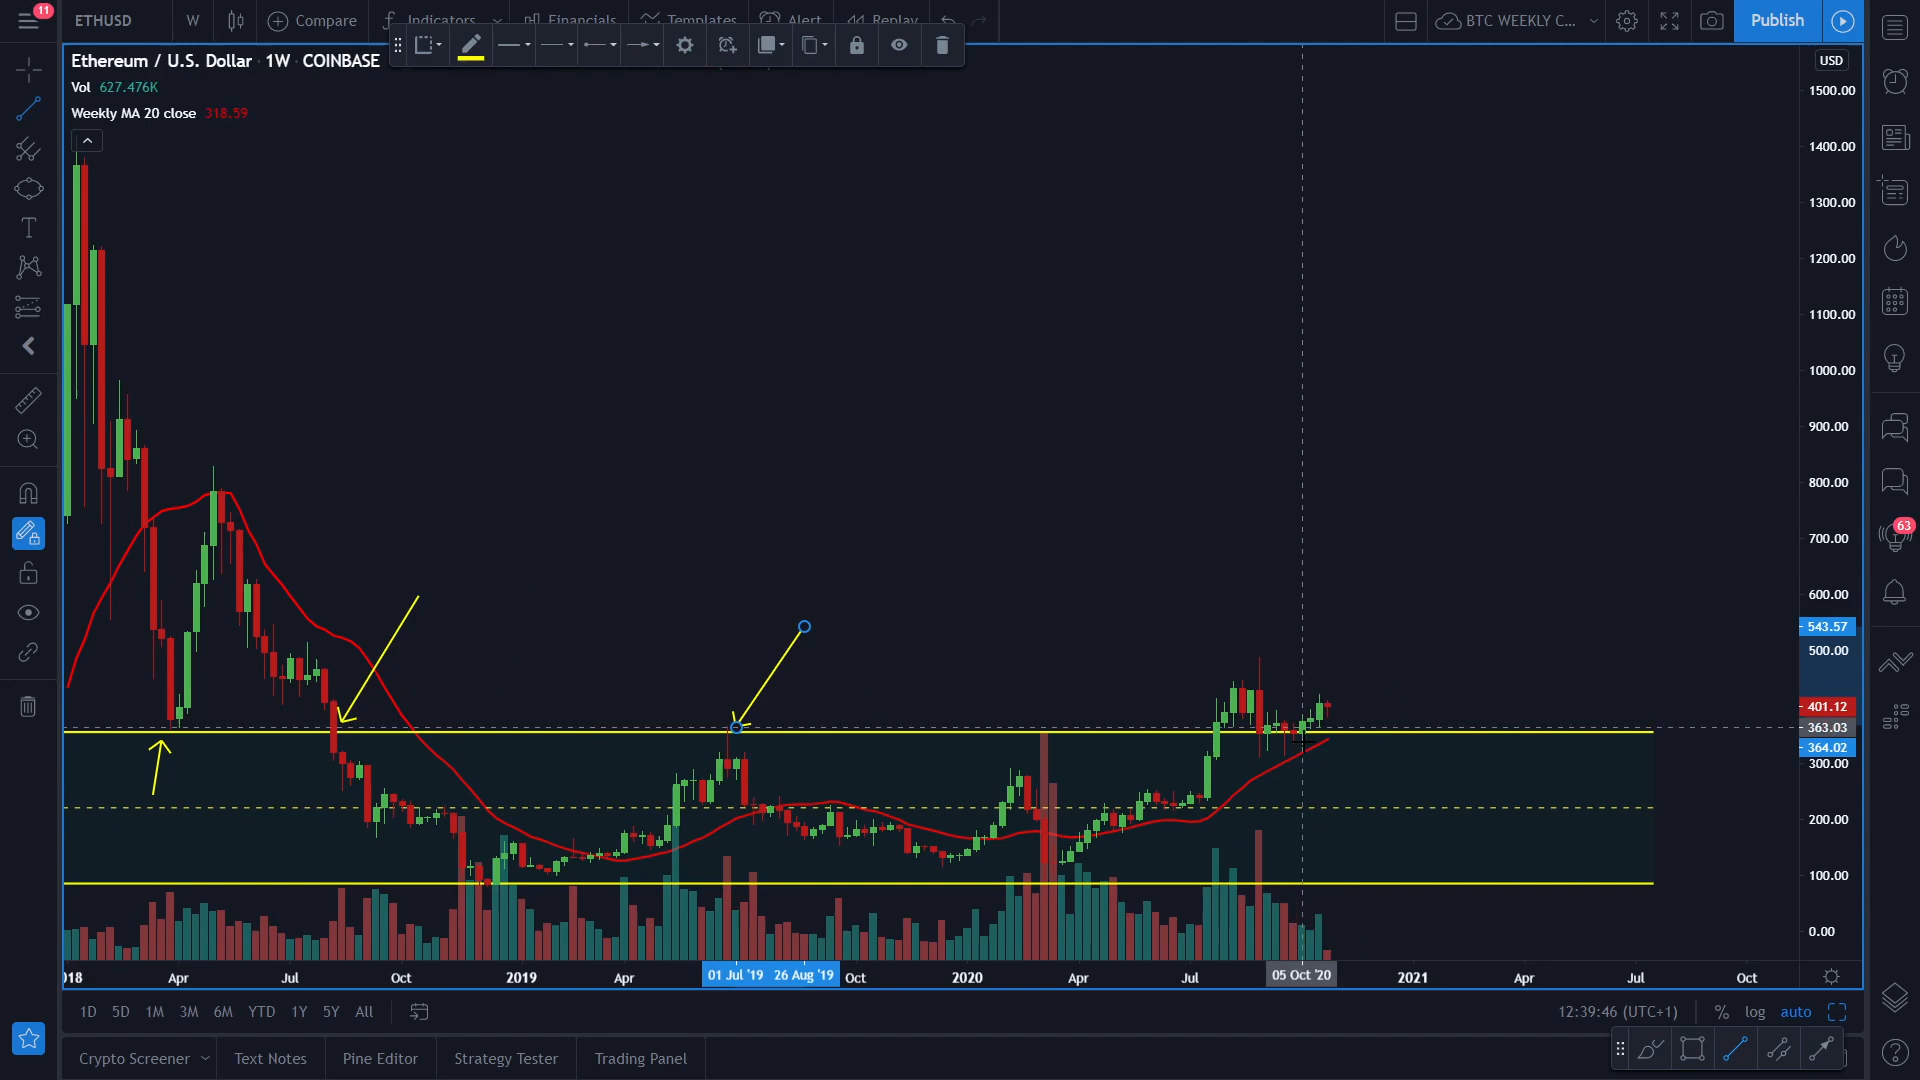 11
ETHUSD W Compare Indicators Financials Templates Alert Replay BTC WEEKLY C... Publish
Ethereum / U.S. Dollar · 1W · COINBASE
Vol 627.476K
Weekly MA 20 close 318.59
USD
1500.00
1400.00
1300.00
1200.00
1100.00
1000.00
900.00
800.00
700.00
600.00
543.57
500.00
401.12
363.03
364.02
300.00
200.00
100.00
0.00
63
018 Apr Jul Oct 2019 Apr 01 Jul '19 26 Aug '19 Oct 2020 Apr Jul 05 Oct '20 2021 Apr Jul Oct
1D 5D 1M 3M 6M YTD 1Y 5Y All 12:39:46 (UTC+1) % log auto
Crypto Screener Text Notes Pine Editor Strategy Tester Trading Panel